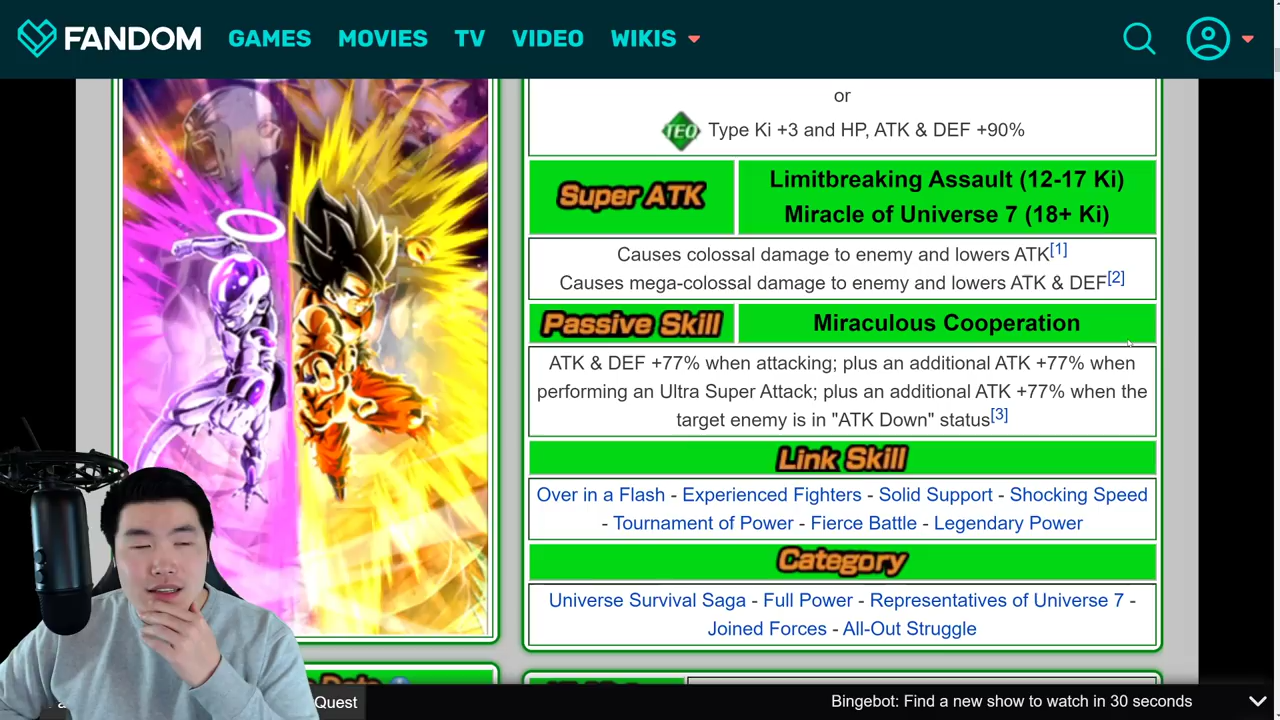 FANDOM GAMES MOVIES TV VIDEO WIKIS
or
TEQ Type Ki +3 and HP, ATK & DEF +90%
Super ATK
Limitbreaking Assault (12-17 Ki)
Miracle of Universe 7 (18+ Ki)
Causes colossal damage to enemy and lowers ATK[1]
Causes mega-colossal damage to enemy and lowers ATK & DEF[2]
Passive Skill
Miraculous Cooperation
ATK & DEF +77% when attacking; plus an additional ATK +77% when
performing an Ultra Super Attack; plus an additional ATK +77% when the
target enemy is in "ATK Down" status[3]
Link Skill
Over in a Flash - Experienced Fighters - Solid Support - Shocking Speed
- Tournament of Power - Fierce Battle - Legendary Power
Category
Universe Survival Saga - Full Power - Representatives of Universe 7 -
Joined Forces - All-Out Struggle
Quest
Bingebot: Find a new show to watch in 30 seconds